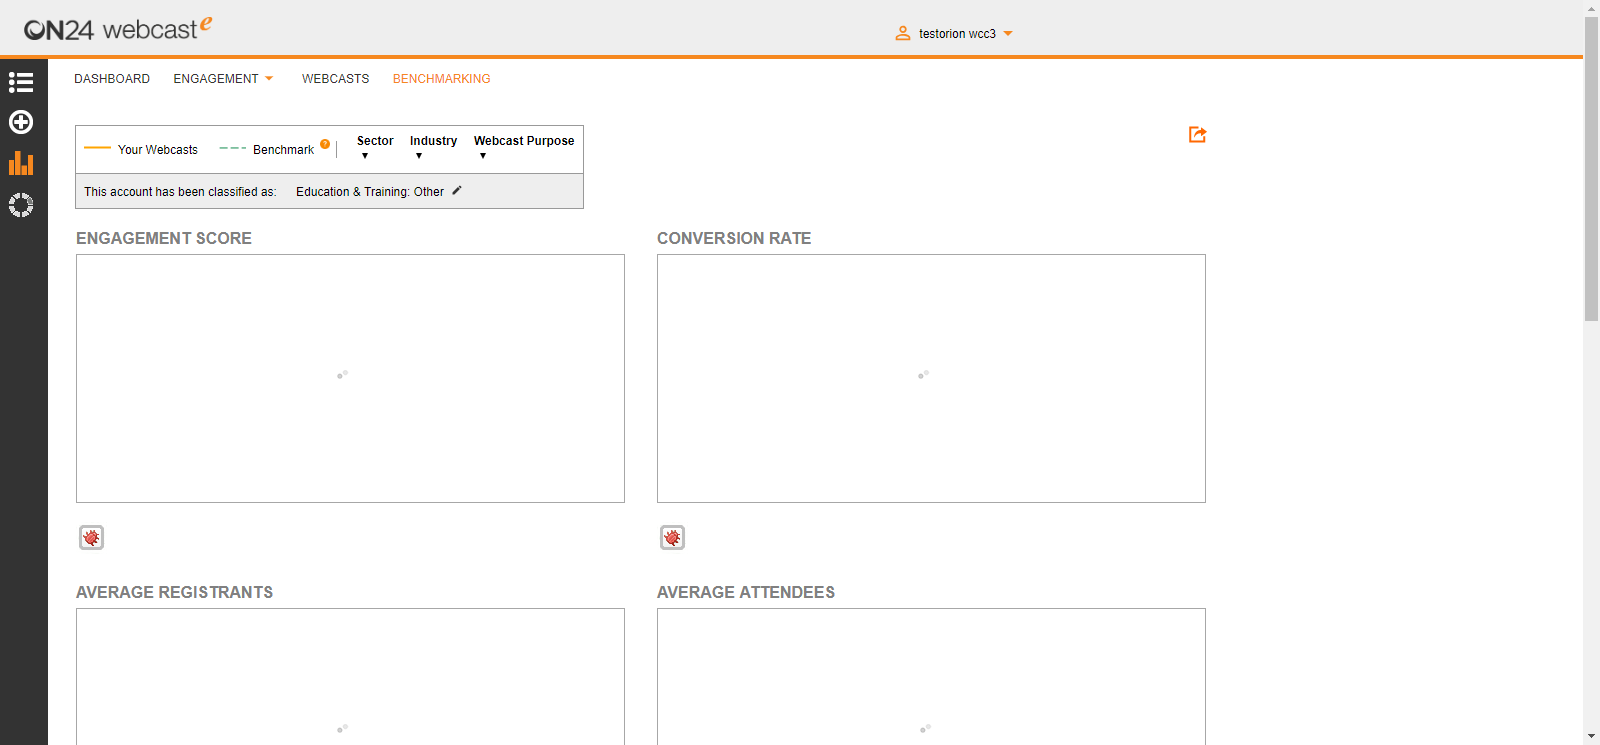 ON24 webcast e
testorion wcc3
DASHBOARD ENGAGEMENT WEBCASTS BENCHMARKING
Your Webcasts Benchmark ? Sector Industry Webcast Purpose
This account has been classified as: Education & Training: Other
ENGAGEMENT SCORE CONVERSION RATE
AVERAGE REGISTRANTS AVERAGE ATTENDEES